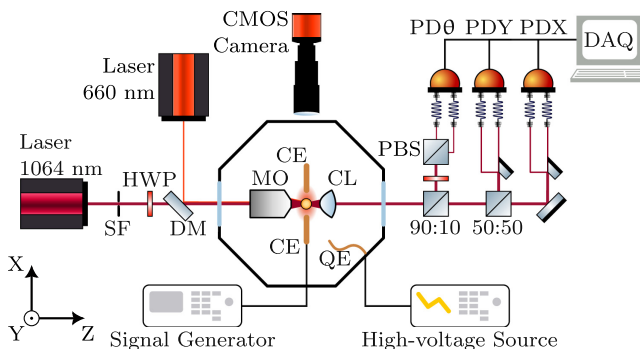 CMOS
Camera
PDθ PDY PDX
DAQ
Laser
660 nm
Laser
1064 nm
HWP
SF
DM
MO
CE
CL
CE
QE
PBS
90:10
50:50
X
Y
Z
Signal Generator
High-voltage Source